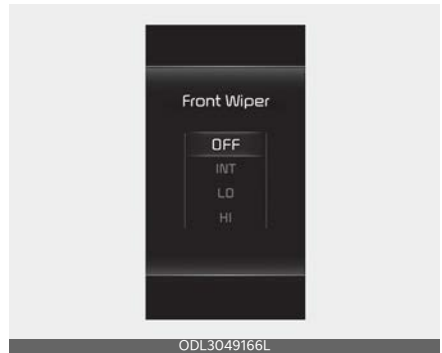 Front Wiper
OFF
INT
LO
HI
ODL3049166L